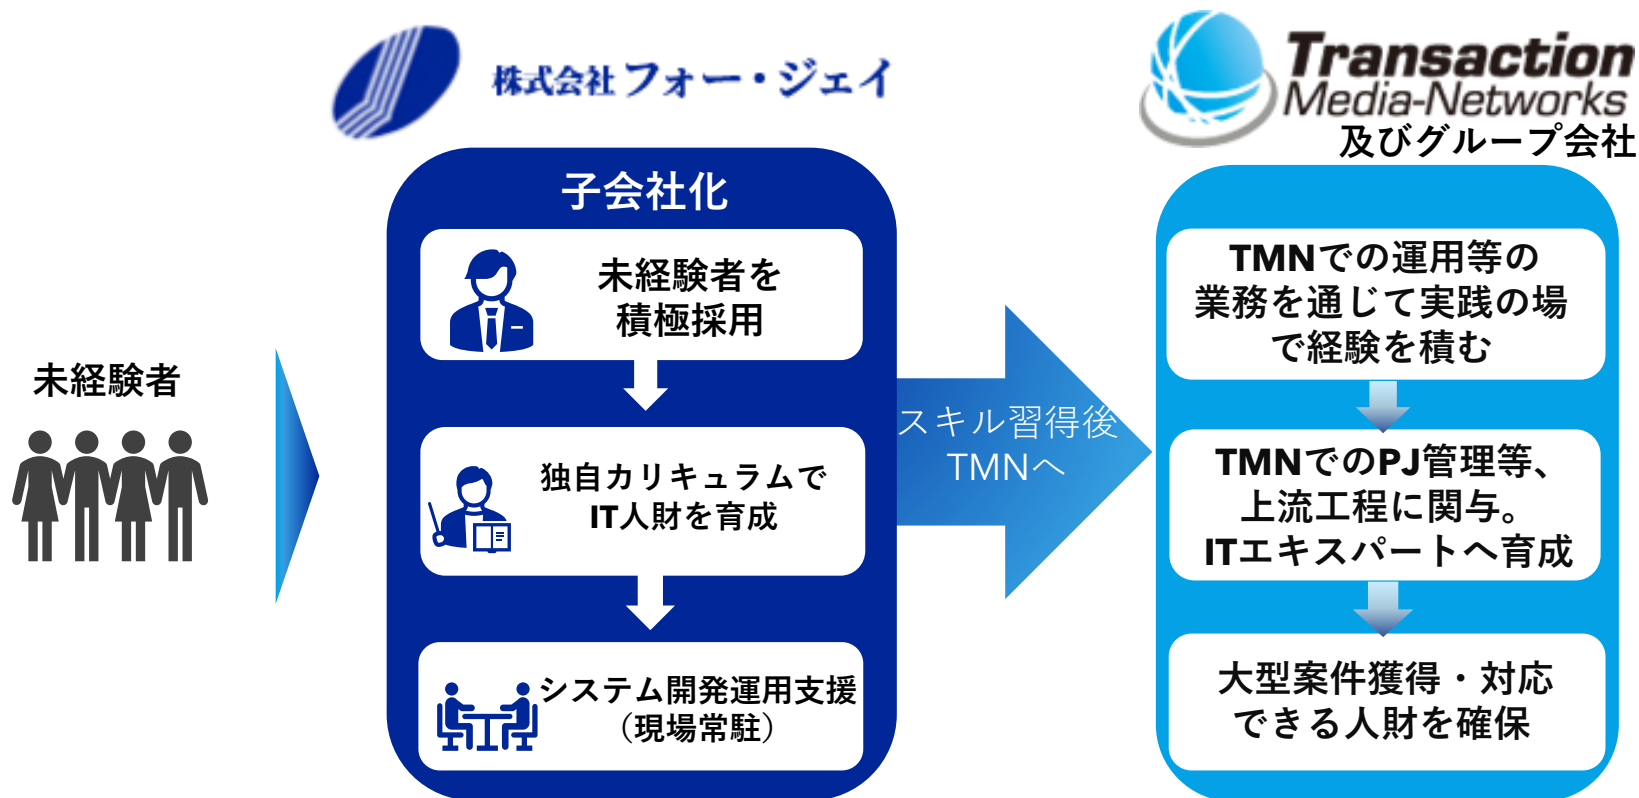 株式会社フォー・ジェイ
Transaction
Media-Networks
及びグループ会社
子会社化
未経験者を
積極採用
独自カリキュラムで
IT人財を育成
システム開発運用支援
（現場常駐）
未経験者
スキル習得後
TMNへ
TMNでの運用等の
業務を通じて実践の場
で経験を積む
TMNでのPJ管理等、
上流工程に関与。
ITエキスパートへ育成
大型案件獲得・対応
できる人財を確保